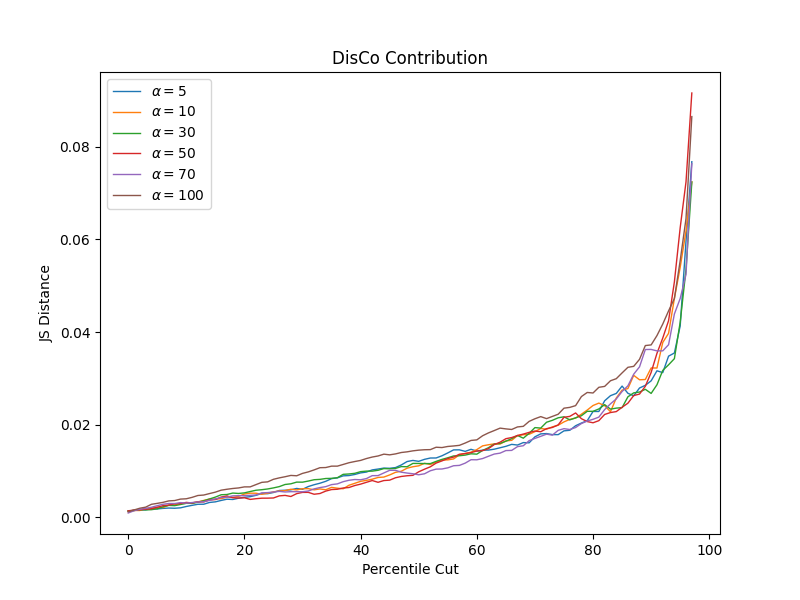 DisCo Contribution
α = 5
α = 10
α = 30
α = 50
α = 70
α = 100
JS Distance
0.08
0.06
0.04
0.02
0.00
0 20 40 60 80 100
Percentile Cut